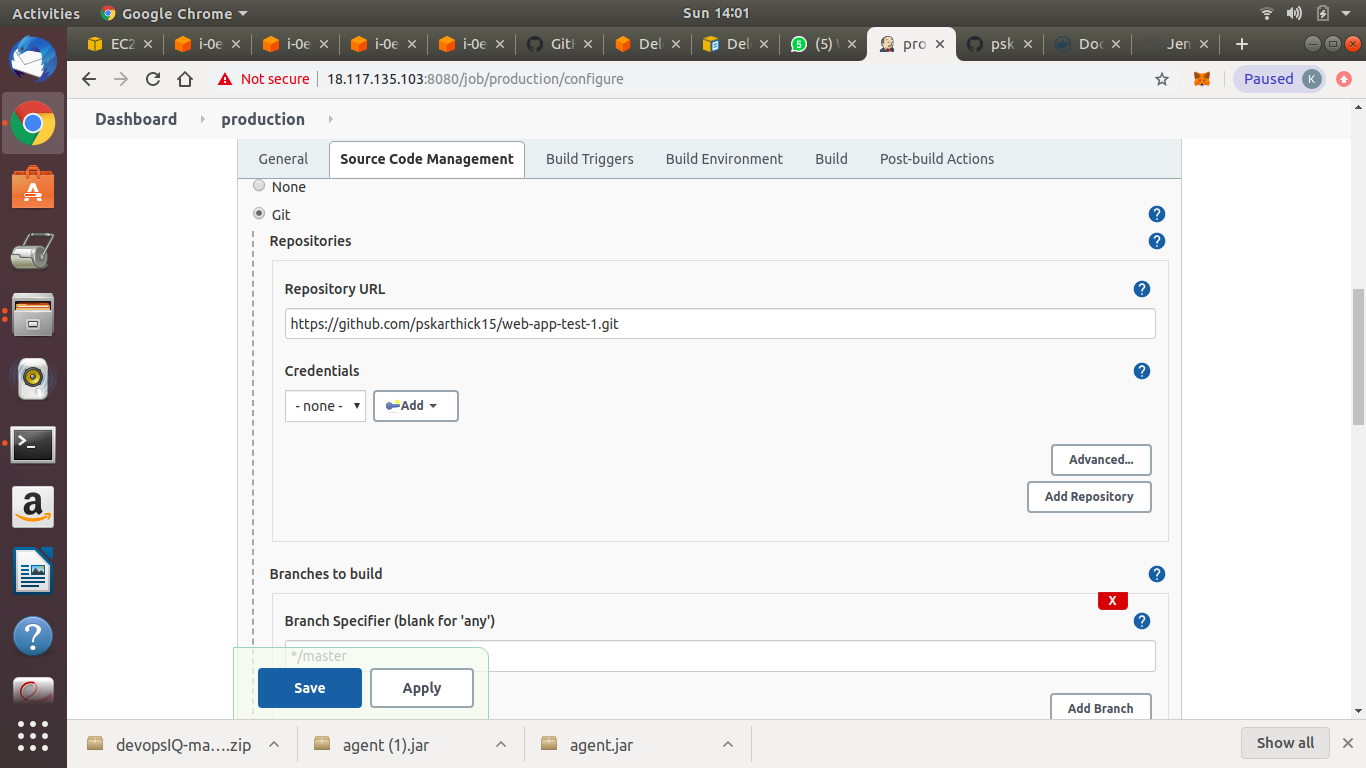 Activities Google Chrome Sun 14:01
EC2 i-0e i-0e i-0e i-0e GitH Dele Dele (5) pro psk Doc Jen
Not secure 18.117.135.103:8080/job/production/configure Paused K
Dashboard production
General Source Code Management Build Triggers Build Environment Build Post-build Actions
None
Git
Repositories
Repository URL
https://github.com/pskarthick15/web-app-test-1.git
Credentials
- none - Add
Advanced...
Add Repository
Branches to build
X
Branch Specifier (blank for 'any')
*/master
Save Apply
Add Branch
devopsIQ-ma....zip agent (1).jar agent.jar Show all